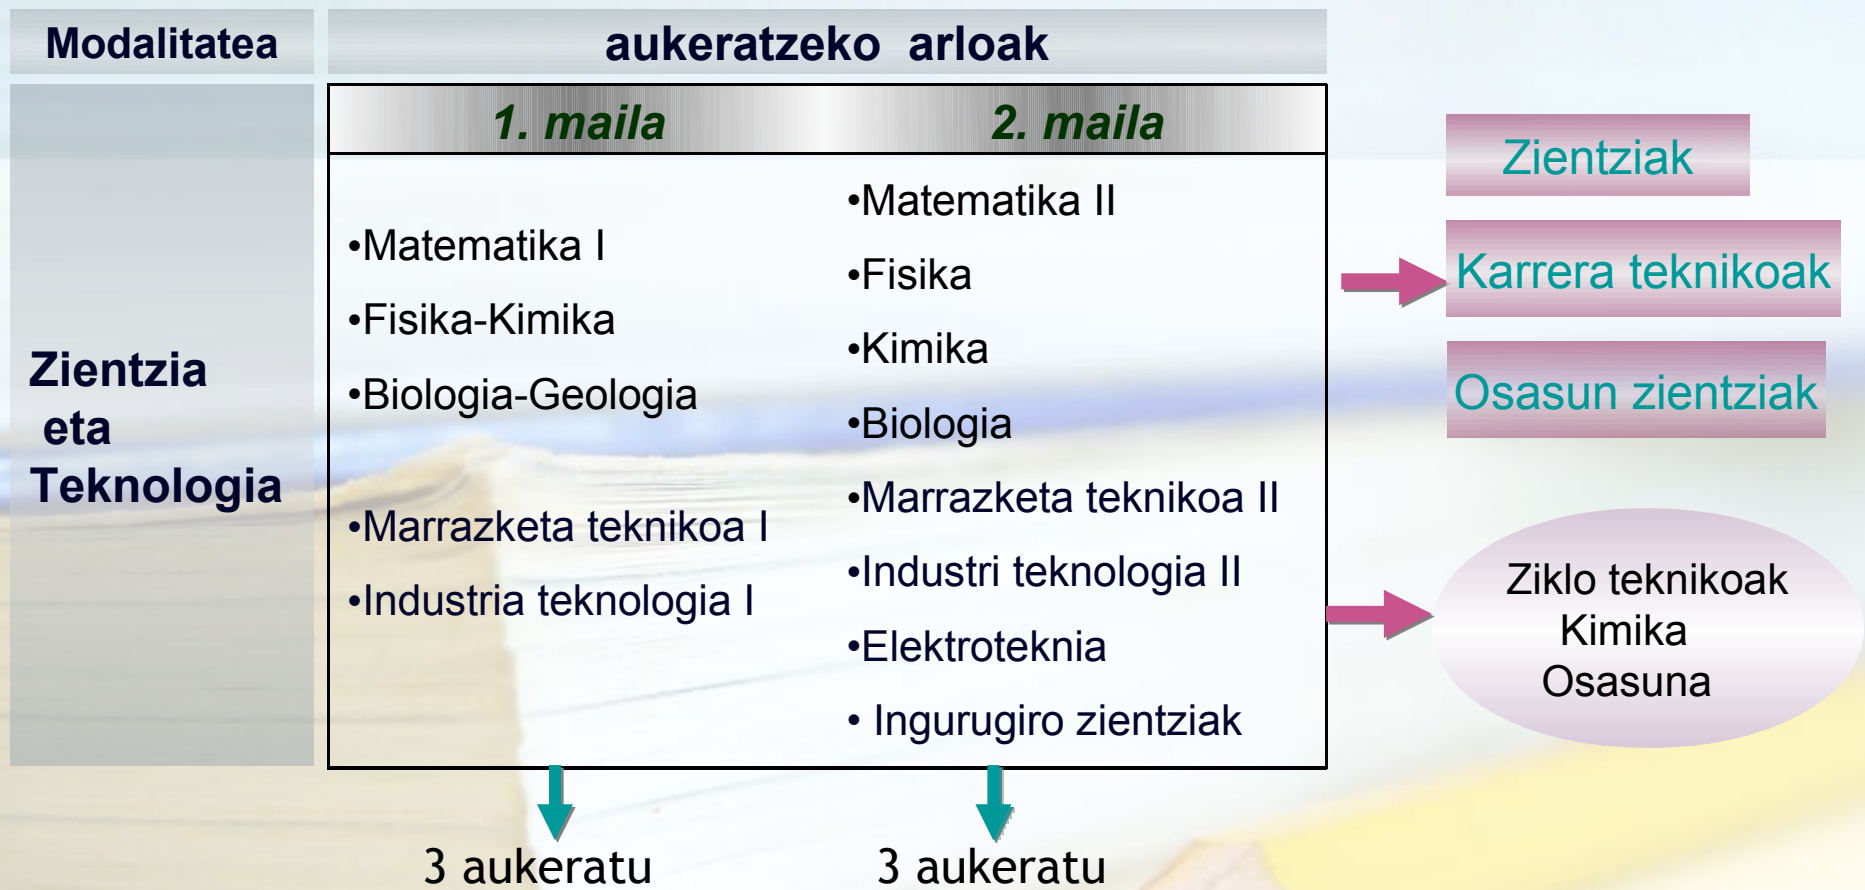 Modalitatea
aukeratzeko arloak
Zientzia
eta
Teknologia
1. maila
•Matematika I
•Fisika-Kimika
•Biologia-Geologia
•Marrazketa teknikoa I
•Industria teknologia I
2. maila
•Matematika II
•Fisika
•Kimika
•Biologia
•Marrazketa teknikoa II
•Industri teknologia II
•Elektroteknia
• Ingurugiro zientziak
3 aukeratu
3 aukeratu
Zientziak
Karrera teknikoak
Osasun zientziak
Ziklo teknikoak
Kimika
Osasuna